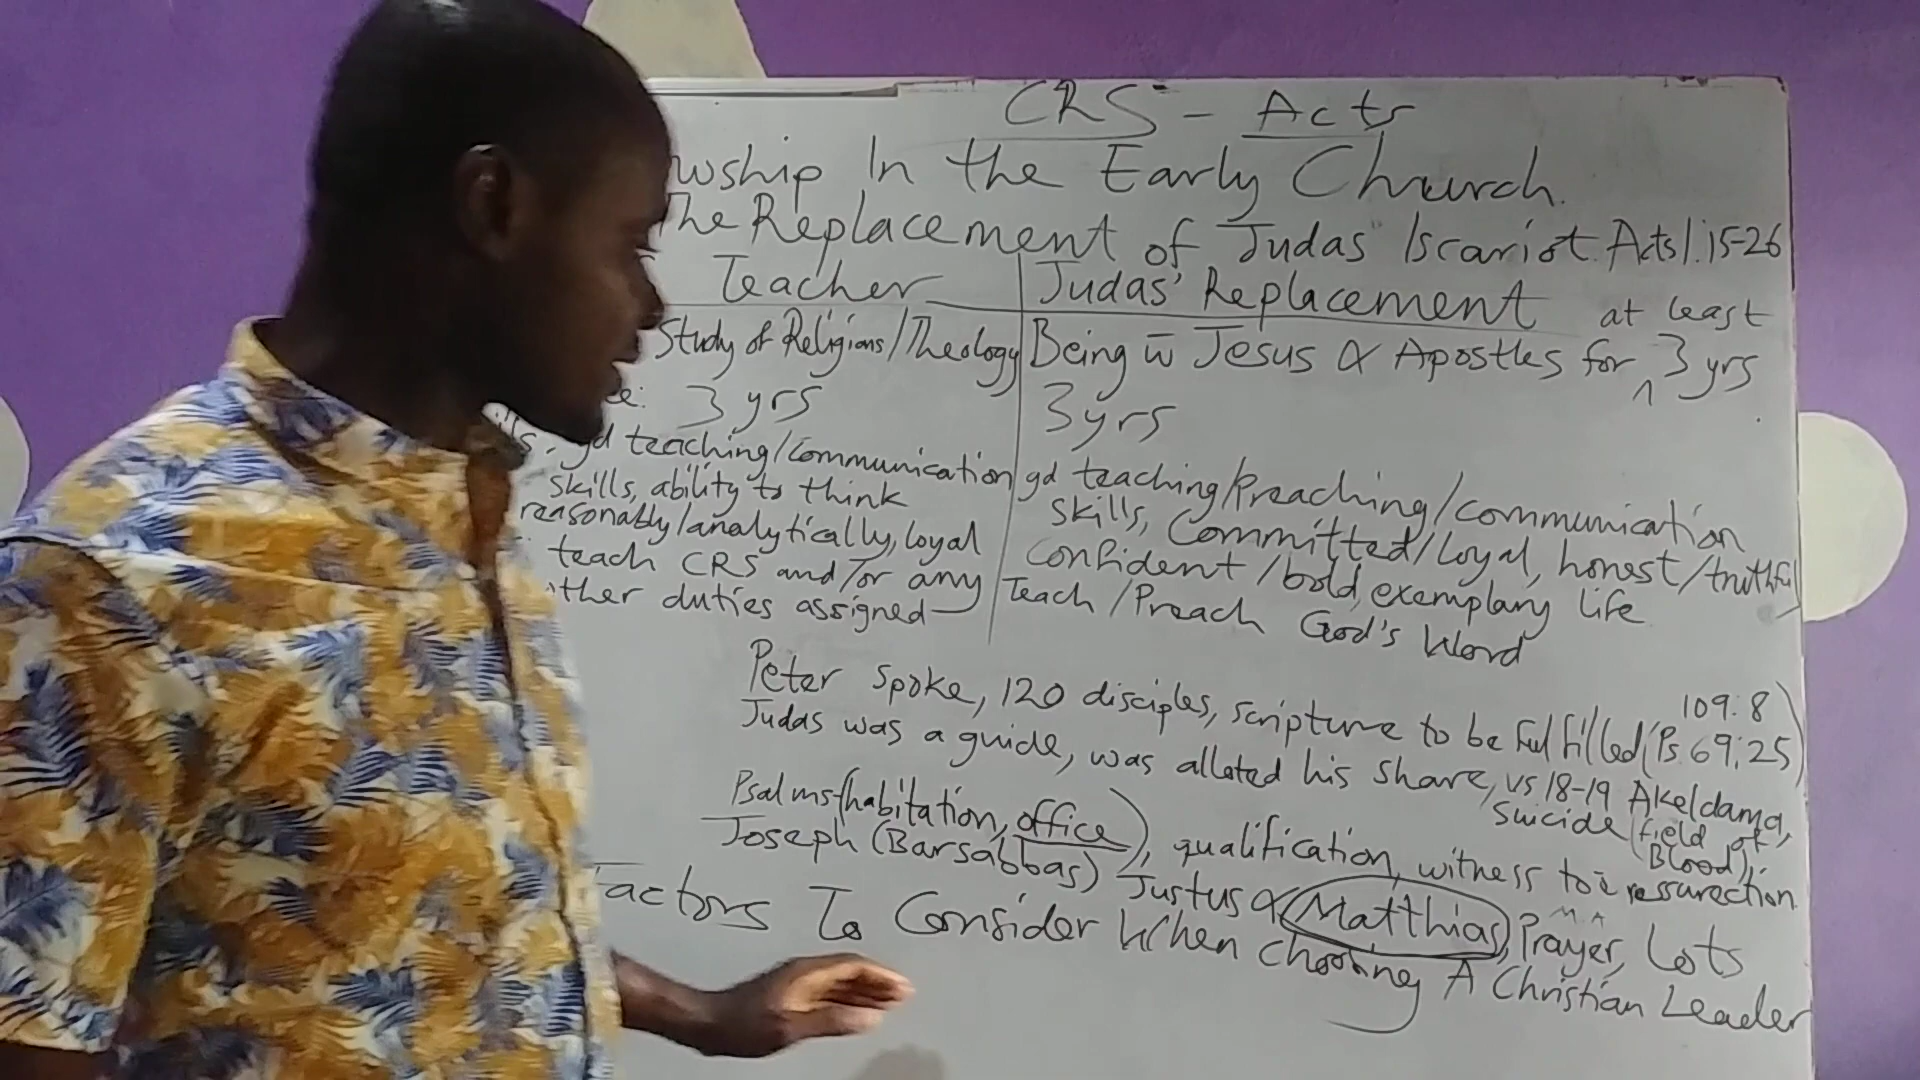 CRS - Acts
wship In the Early Church.
The Replacement of Judas Iscariot. Acts 1:15-26
Teacher
Judas' Replacement
at least
Study of Religions/Theology
Being w̄ Jesus & Apostles for ^ 3 yrs
e: 3 yrs
3 yrs
gd teaching/communication
skills, ability to think
reasonably/analytically, loyal
teach CRS and/or any
other duties assigned
gd teaching/Preaching/communication
skills, Committed/loyal, honest/truthful
confident/bold, exemplary life
Teach/Preach God's Word
109:8
Peter spoke, 120 disciples, scripture to be fulfilled (Ps. 69:25)
Judas was a guide, was alloted his share, vs 18-19 Akeldama,
suicide (field of
Blood),
Psalms-(habitation, office), qualification, witness to ressurection
Joseph (Barsabbas) Justus & Matthias, Prayer, Lots
Factors To Consider When Choosing A Christian Leader